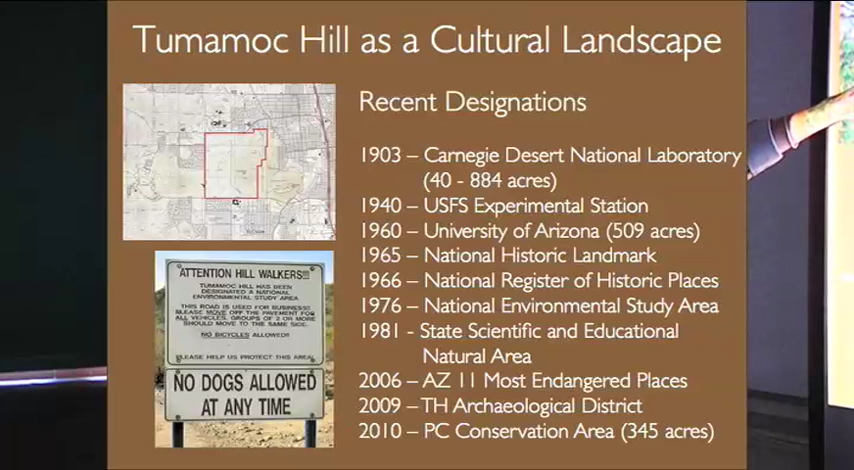 Tumamoc Hill as a Cultural Landscape
Recent Designations
1903 – Carnegie Desert National Laboratory
(40 - 884 acres)
1940 – USFS Experimental Station
1960 – University of Arizona (509 acres)
1965 – National Historic Landmark
1966 – National Register of Historic Places
1976 – National Environmental Study Area
1981 - State Scientific and Educational
Natural Area
2006 – AZ 11 Most Endangered Places
2009 – TH Archaeological District
2010 – PC Conservation Area (345 acres)
ATTENTION HILL WALKERS!!!
TUMAMOC HILL HAS BEEN
DESIGNATED A NATIONAL
ENVIRONMENTAL STUDY AREA
THIS ROAD IS USED FOR BUSINESS!
PLEASE MOVE OFF THE PAVEMENT FOR
ALL VEHICLES. GROUPS OF 2 OR MORE
SHOULD MOVE TO THE SAME SIDE.
NO BICYCLES ALLOWED!!
PLEASE HELP US PROTECT THIS AREA
NO DOGS ALLOWED
AT ANY TIME